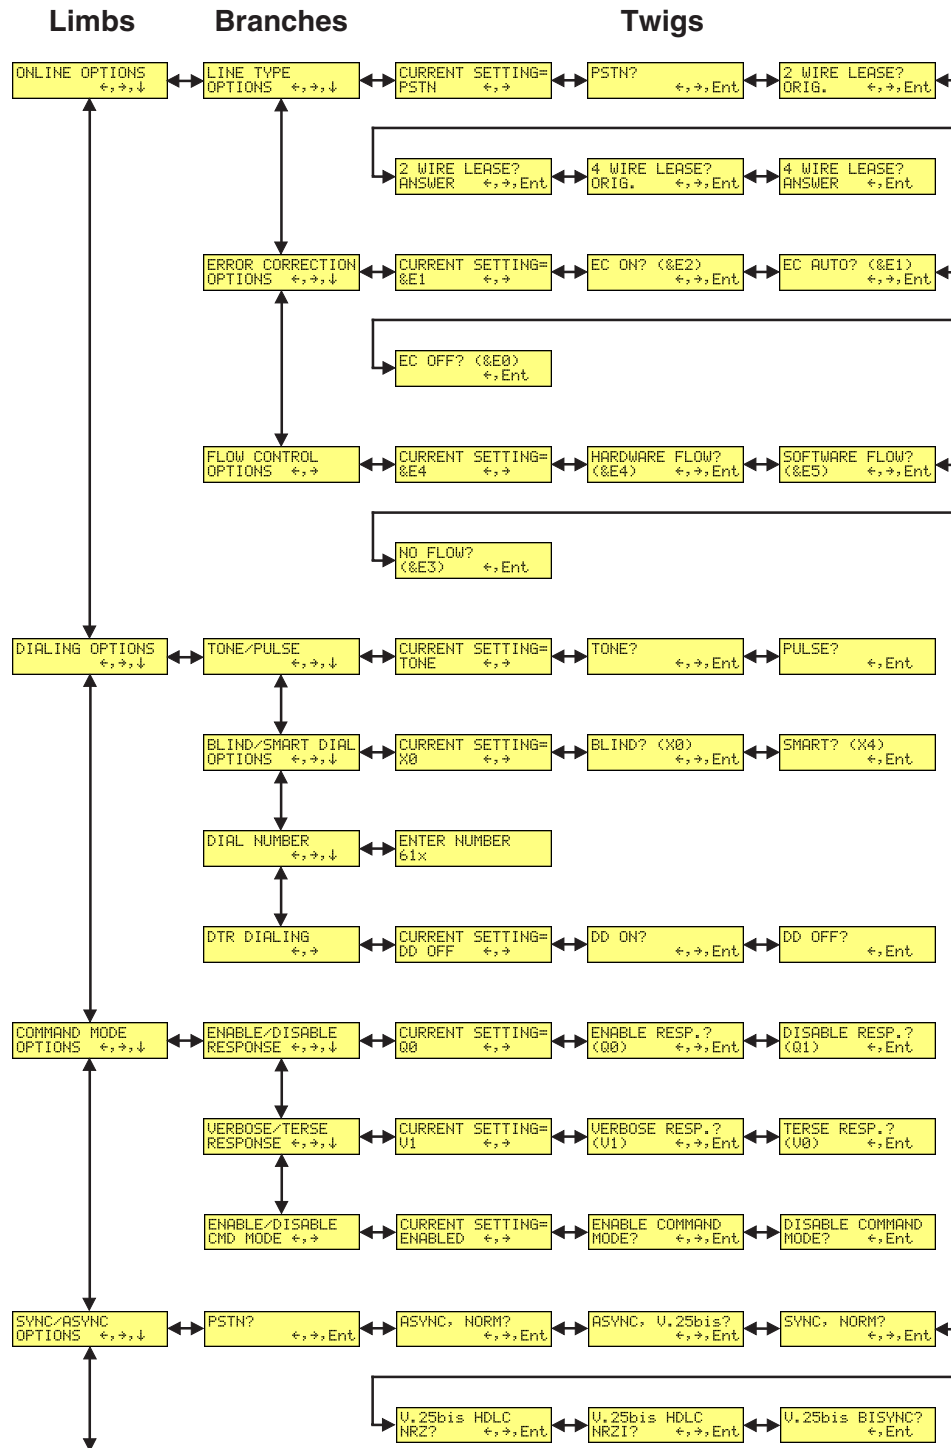 Limbs Branches Twigs
ONLINE OPTIONS
←,→,↓
LINE TYPE
OPTIONS ←,→,↓
CURRENT SETTING=
PSTN ←,→
PSTN?
←,→,Ent
2 WIRE LEASE?
ORIG. ←,→,Ent
2 WIRE LEASE?
ANSWER ←,→,Ent
4 WIRE LEASE?
ORIG. ←,→,Ent
4 WIRE LEASE?
ANSWER ←,Ent
ERROR CORRECTION
OPTIONS ←,→,↓
CURRENT SETTING=
&E1 ←,→
EC ON? (&E2)
←,→,Ent
EC AUTO? (&E1)
←,→,Ent
EC OFF? (&E0)
←,Ent
FLOW CONTROL
OPTIONS ←,→
CURRENT SETTING=
&E4 ←,→
HARDWARE FLOW?
(&E4) ←,→,Ent
SOFTWARE FLOW?
(&E5) ←,→,Ent
NO FLOW?
(&E3) ←,Ent
DIALING OPTIONS
←,→,↓
TONE/PULSE
←,→,↓
CURRENT SETTING=
TONE ←,→
TONE?
←,→,Ent
PULSE?
←,Ent
BLIND/SMART DIAL
OPTIONS ←,→,↓
CURRENT SETTING=
X0 ←,→
BLIND? (X0)
←,→,Ent
SMART? (X4)
←,Ent
DIAL NUMBER
←,→,↓
ENTER NUMBER
61x
DTR DIALING
←,→
CURRENT SETTING=
DD OFF ←,→
DD ON?
←,→,Ent
DD OFF?
←,Ent
COMMAND MODE
OPTIONS ←,→,↓
ENABLE/DISABLE
RESPONSE ←,→,↓
CURRENT SETTING=
Q0 ←,→
ENABLE RESP.?
(Q0) ←,→,Ent
DISABLE RESP.?
(Q1) ←,Ent
VERBOSE/TERSE
RESPONSE ←,→,↓
CURRENT SETTING=
V1 ←,→
VERBOSE RESP.?
(V1) ←,→,Ent
TERSE RESP.?
(V0) ←,Ent
ENABLE/DISABLE
CMD MODE ←,→
CURRENT SETTING=
ENABLED ←,→
ENABLE COMMAND
MODE? ←,→,Ent
DISABLE COMMAND
MODE? ←,Ent
SYNC/ASYNC
OPTIONS ←,→,↓
PSTN?
←,→,Ent
ASYNC, NORM?
←,→,Ent
ASYNC, V.25bis?
←,→,Ent
SYNC, NORM?
←,→,Ent
V.25bis HDLC
NRZ? ←,→,Ent
V.25bis HDLC
NRZI? ←,→,Ent
V.25bis BISYNC?
←,Ent